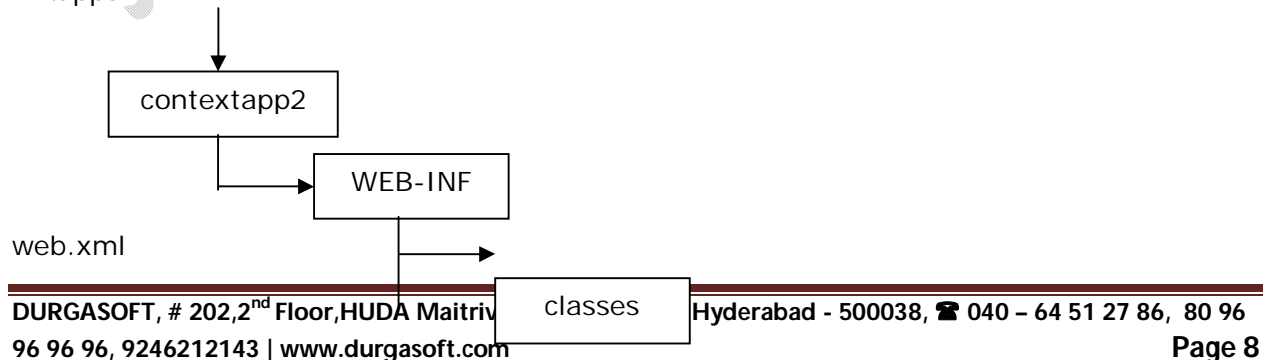 contextapp2
WEB-INF
web.xml
classes
DURGASOFT, # 202,2nd Floor,HUDA Hyderabad - 500038, ☎ 040 – 64 51 27 86, 80 96
96 96 96, 9246212143 | www.durgasoft.com Page 8